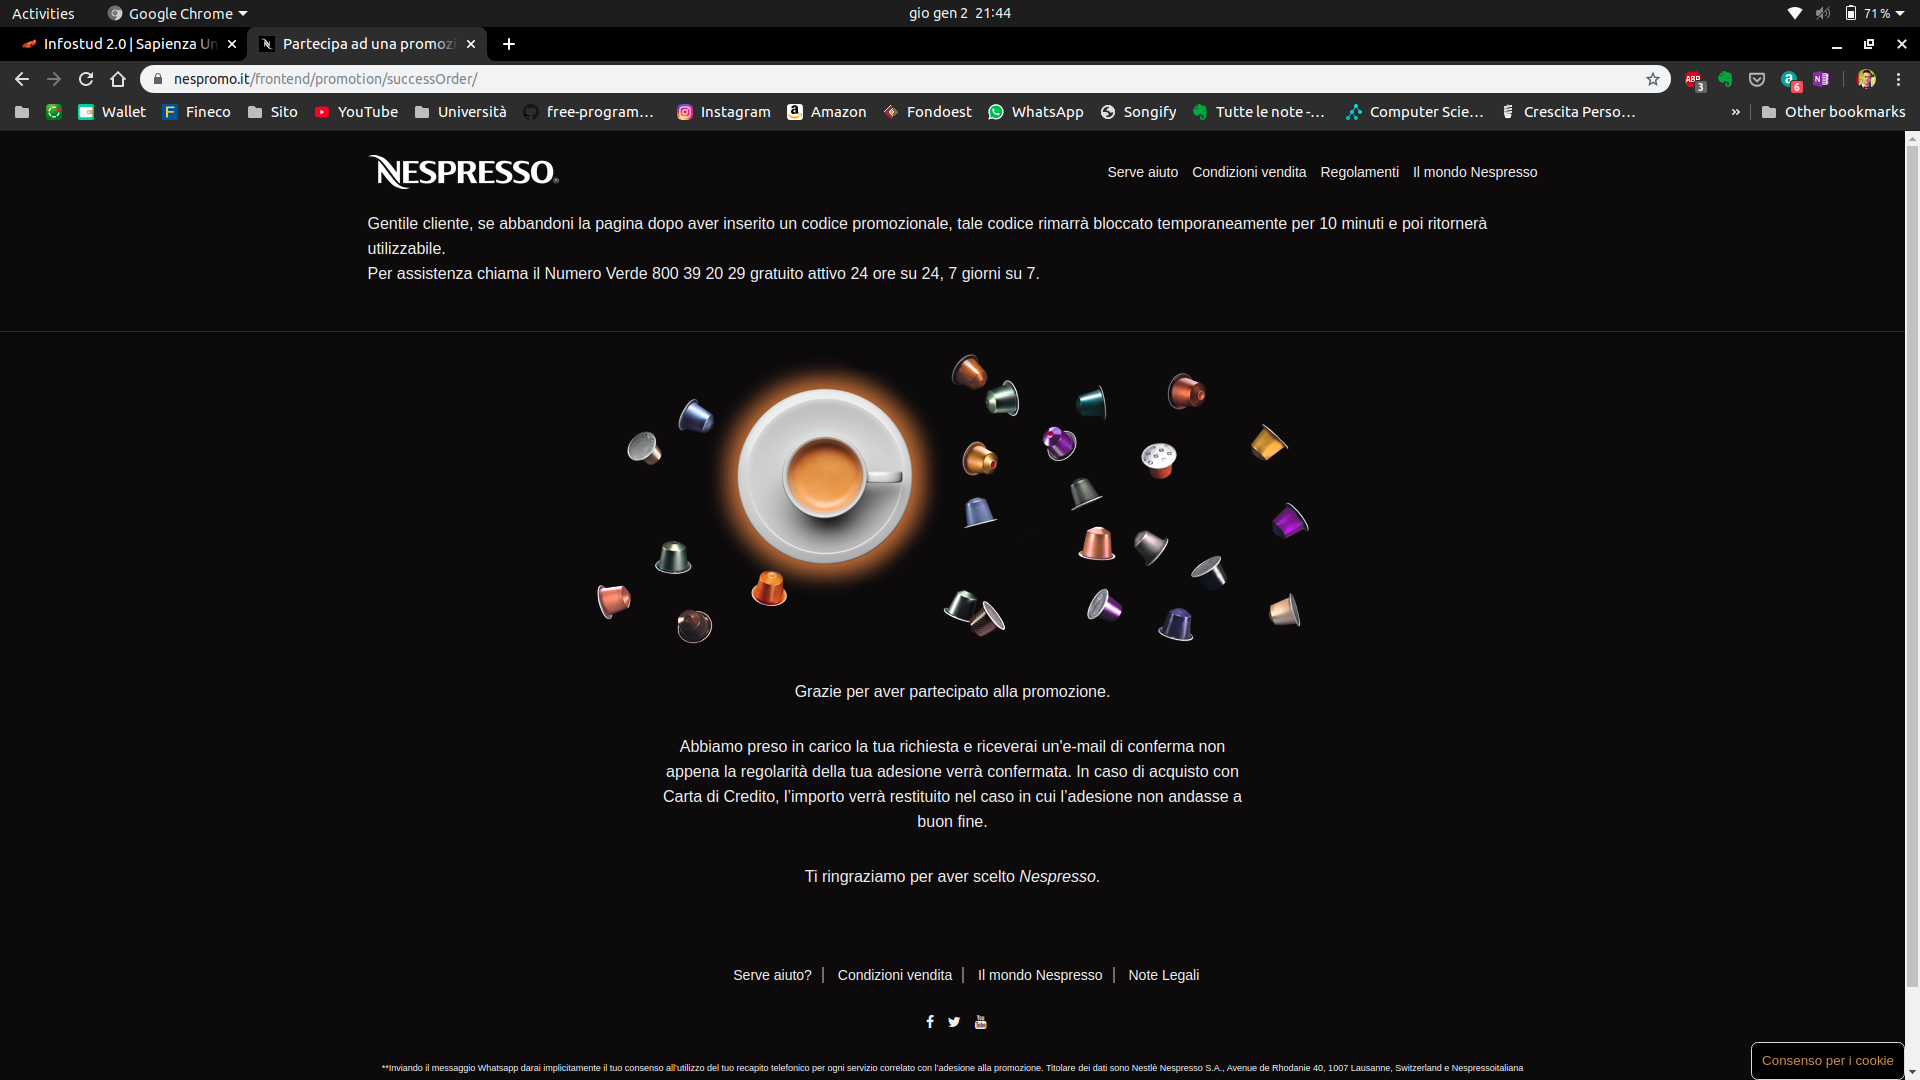 Activities
Google Chrome
gio gen 2 21:44
71 %
Infostud 2.0 | Sapienza Un
Partecipa ad una promozi
nespromo.it/frontend/promotion/successOrder/
ABP
3
a
6
N
Wallet
F Fineco
Sito
YouTube
Università
free-program…
Instagram
a Amazon
Fondoest
WhatsApp
Songify
Tutte le note -…
Computer Scie…
Crescita Perso…
»
Other bookmarks
NESPRESSO®
Serve aiuto
Condizioni vendita
Regolamenti
Il mondo Nespresso
Gentile cliente, se abbandoni la pagina dopo aver inserito un codice promozionale, tale codice rimarrà bloccato temporaneamente per 10 minuti e poi ritornerà
utilizzabile.
Per assistenza chiama il Numero Verde 800 39 20 29 gratuito attivo 24 ore su 24, 7 giorni su 7.
Grazie per aver partecipato alla promozione.
Abbiamo preso in carico la tua richiesta e riceverai un'e-mail di conferma non
appena la regolarità della tua adesione verrà confermata. In caso di acquisto con
Carta di Credito, l’importo verrà restituito nel caso in cui l’adesione non andasse a
buon fine.
Ti ringraziamo per aver scelto Nespresso.
Serve aiuto?
Condizioni vendita
Il mondo Nespresso
Note Legali
You Tube
Consenso per i cookie
**Inviando il messaggio Whatsapp darai implicitamente il tuo consenso all'utilizzo del tuo recapito telefonico per ogni servizio correlato con l'adesione alla promozione. Titolare dei dati sono Nestlè Nespresso S.A., Avenue de Rhodanie 40, 1007 Lausanne, Switzerland e Nespressoitaliana